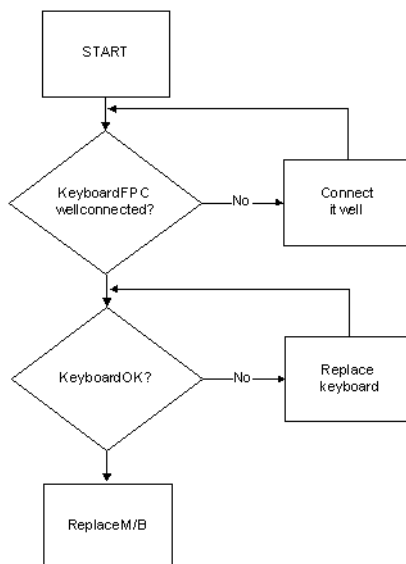 START
KeyboardFPC
wellconnected?
No
Connect
it well
KeyboardOK?
No
Replace
keyboard
ReplaceM/B